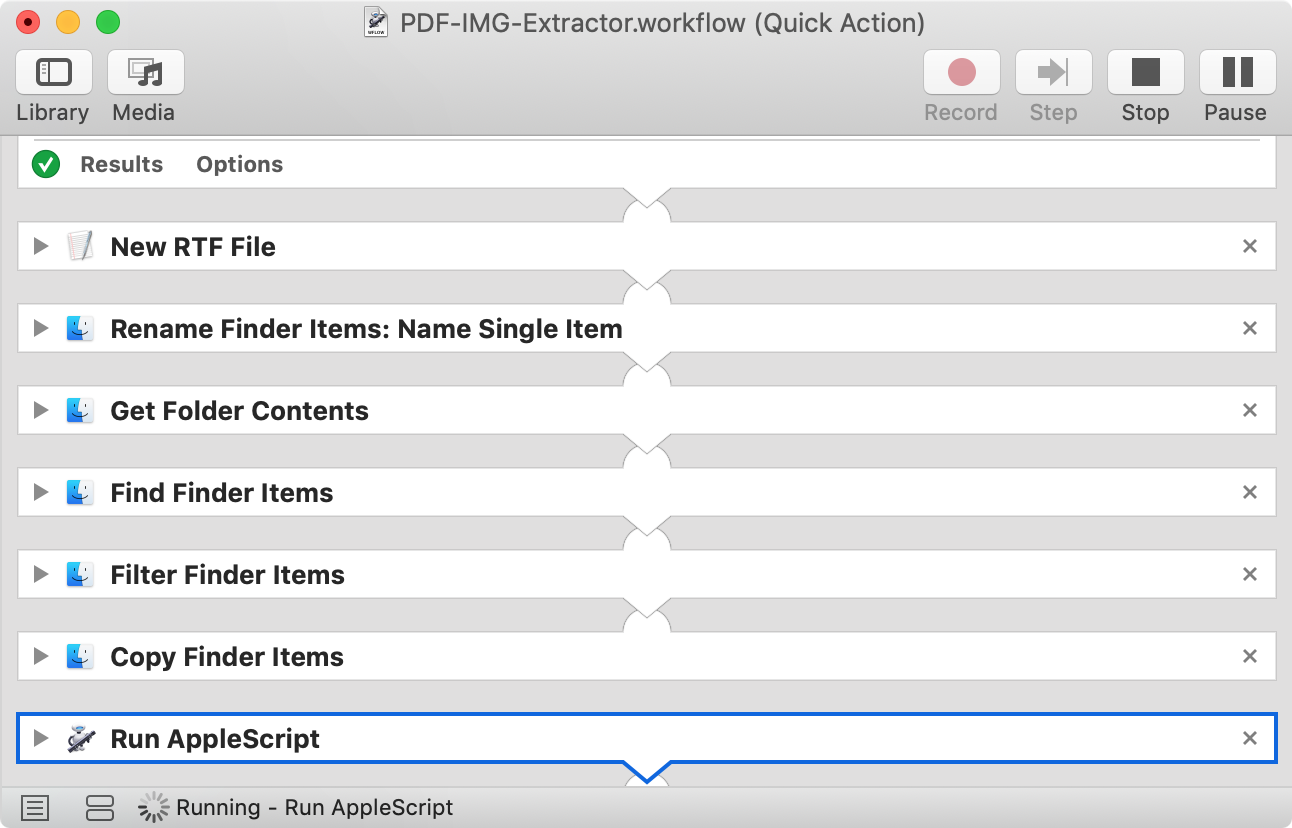 PDF-IMG-Extractor.workflow (Quick Action)
Library Media Record Step Stop Pause
Results Options
New RTF File
Rename Finder Items: Name Single Item
Get Folder Contents
Find Finder Items
Filter Finder Items
Copy Finder Items
Run AppleScript
Running - Run AppleScript